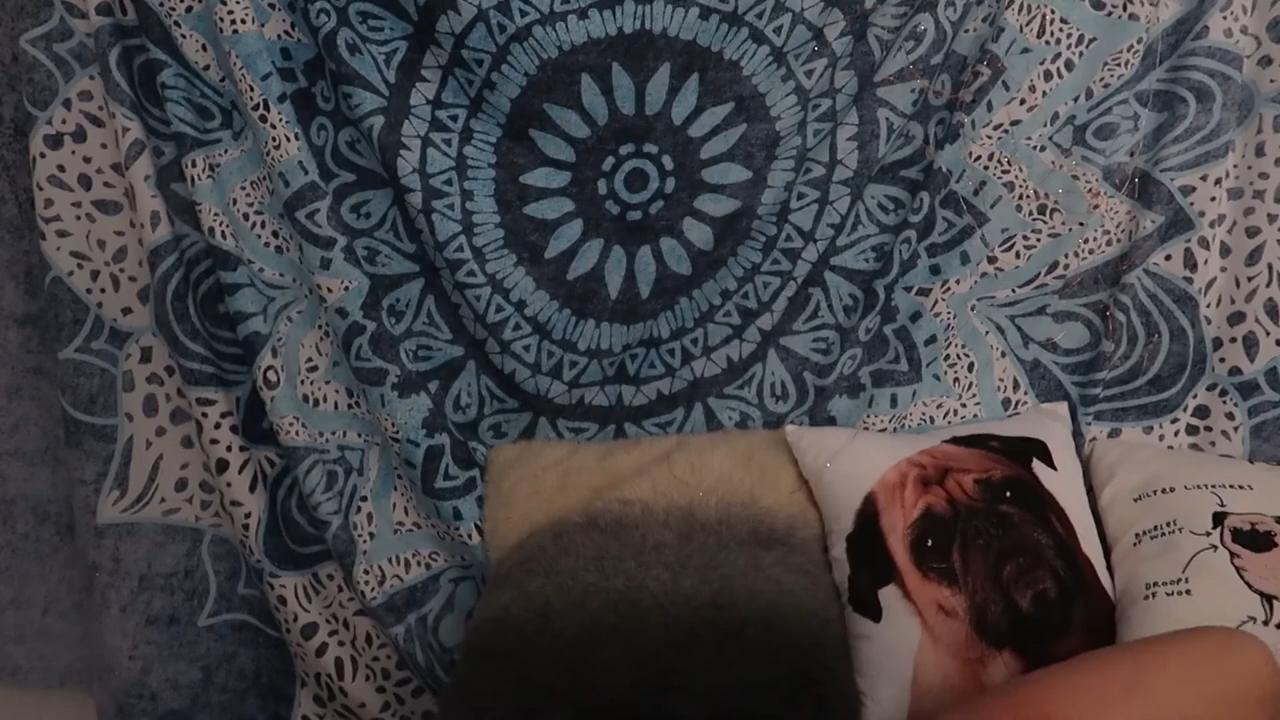 WILTED LISTENERS
BAUBLES
OF WANT
DROOPS
OF WOE